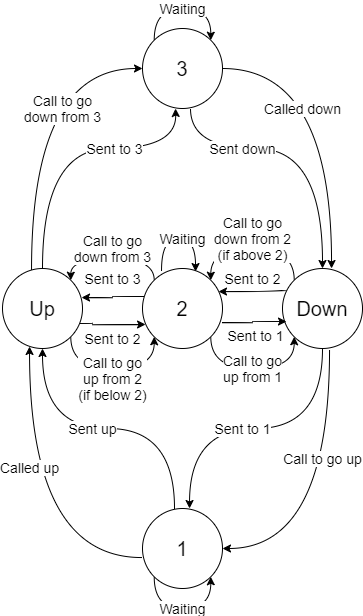 Waiting
3
Call to go
down from 3
Called down
Sent to 3
Sent down
Call to go
down from 3
Waiting
Call to go
down from 2
(if above 2)
Sent to 3
Sent to 2
Up
2
Down
Sent to 2
Sent to 1
Call to go
up from 2
(if below 2)
Call to go
up from 1
Sent up
Sent to 1
Called up
Call to go up
1
Waiting